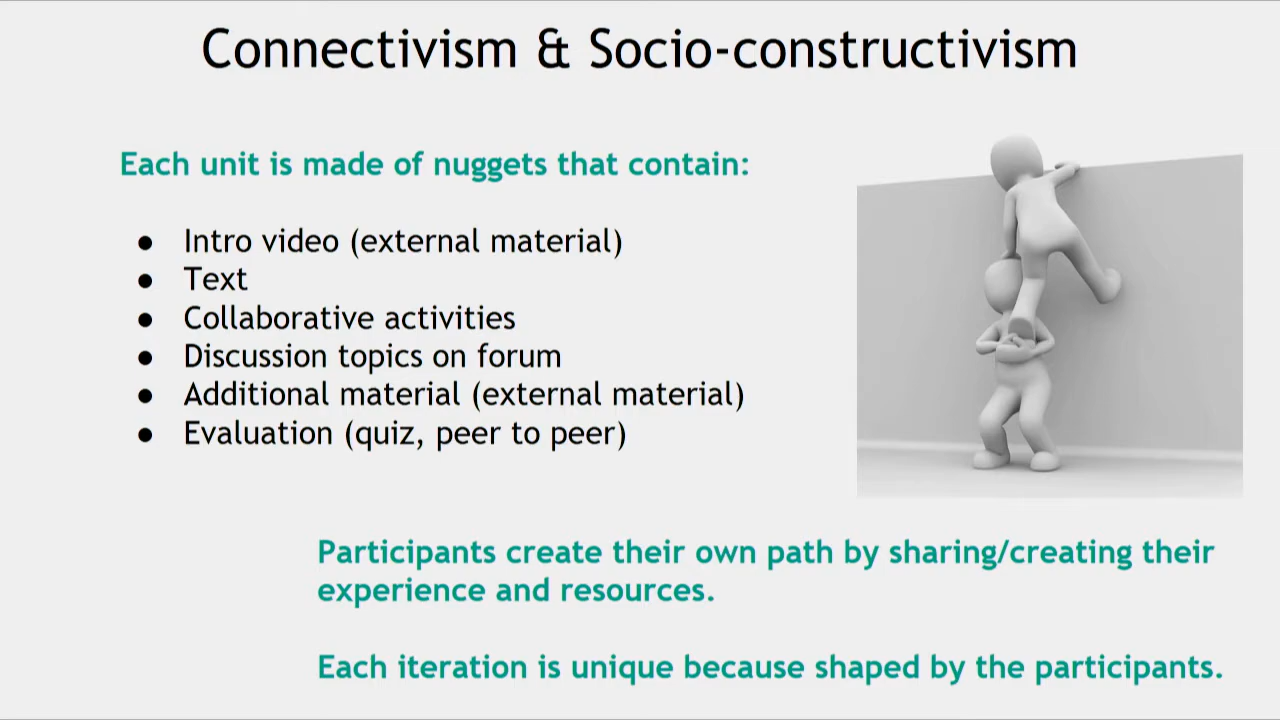 Connectivism & Socio-constructivism
Each unit is made of nuggets that contain:
● Intro video (external material)
● Text
● Collaborative activities
● Discussion topics on forum
● Additional material (external material)
● Evaluation (quiz, peer to peer)
Participants create their own path by sharing/creating their
experience and resources.
Each iteration is unique because shaped by the participants.